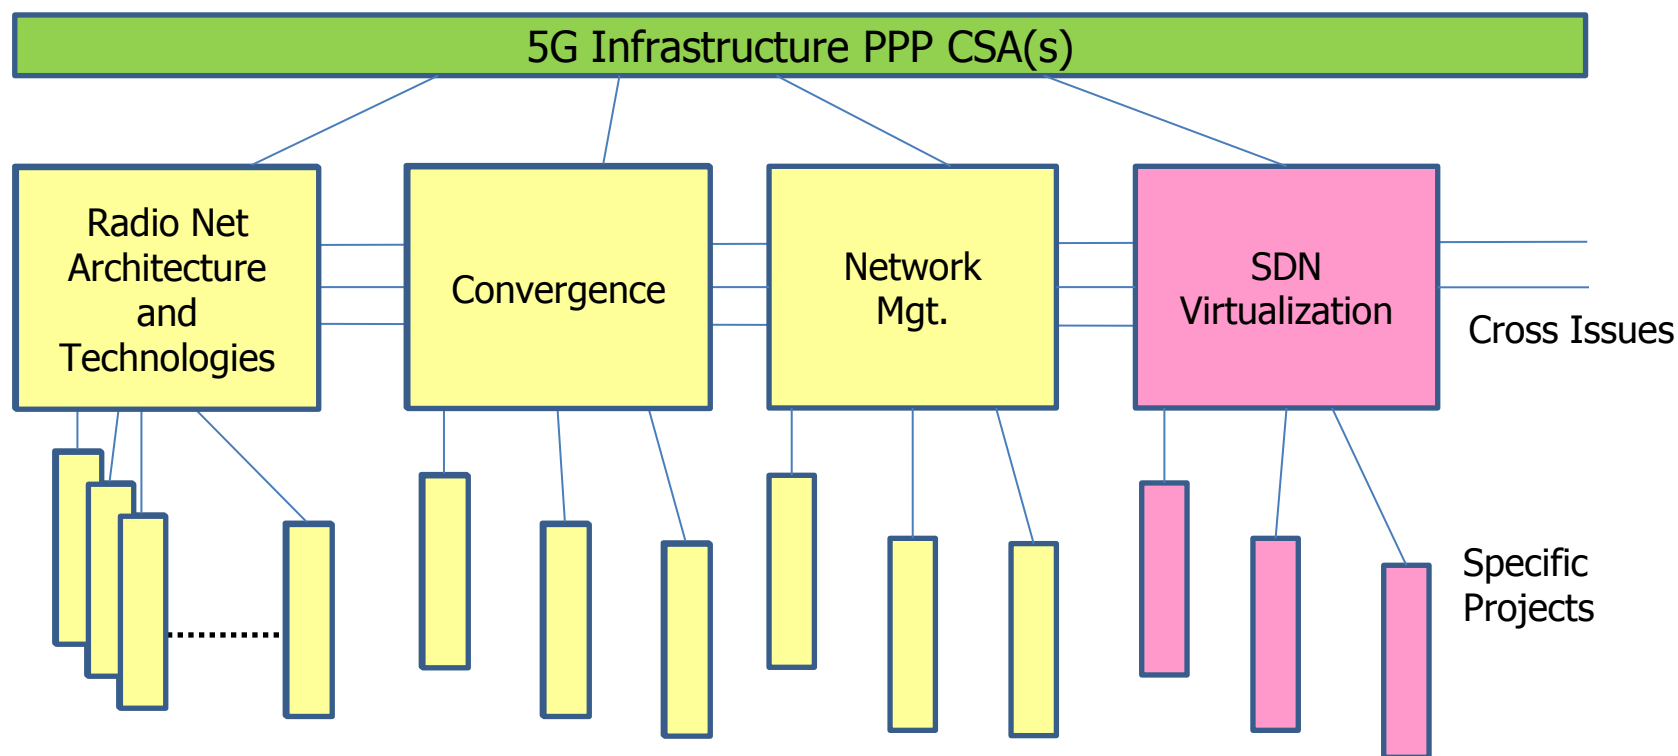 5G Infrastructure PPP CSA(s)
Radio Net
Architecture
and
Technologies
Convergence
Network
Mgt.
SDN
Virtualization
Cross Issues
Specific
Projects